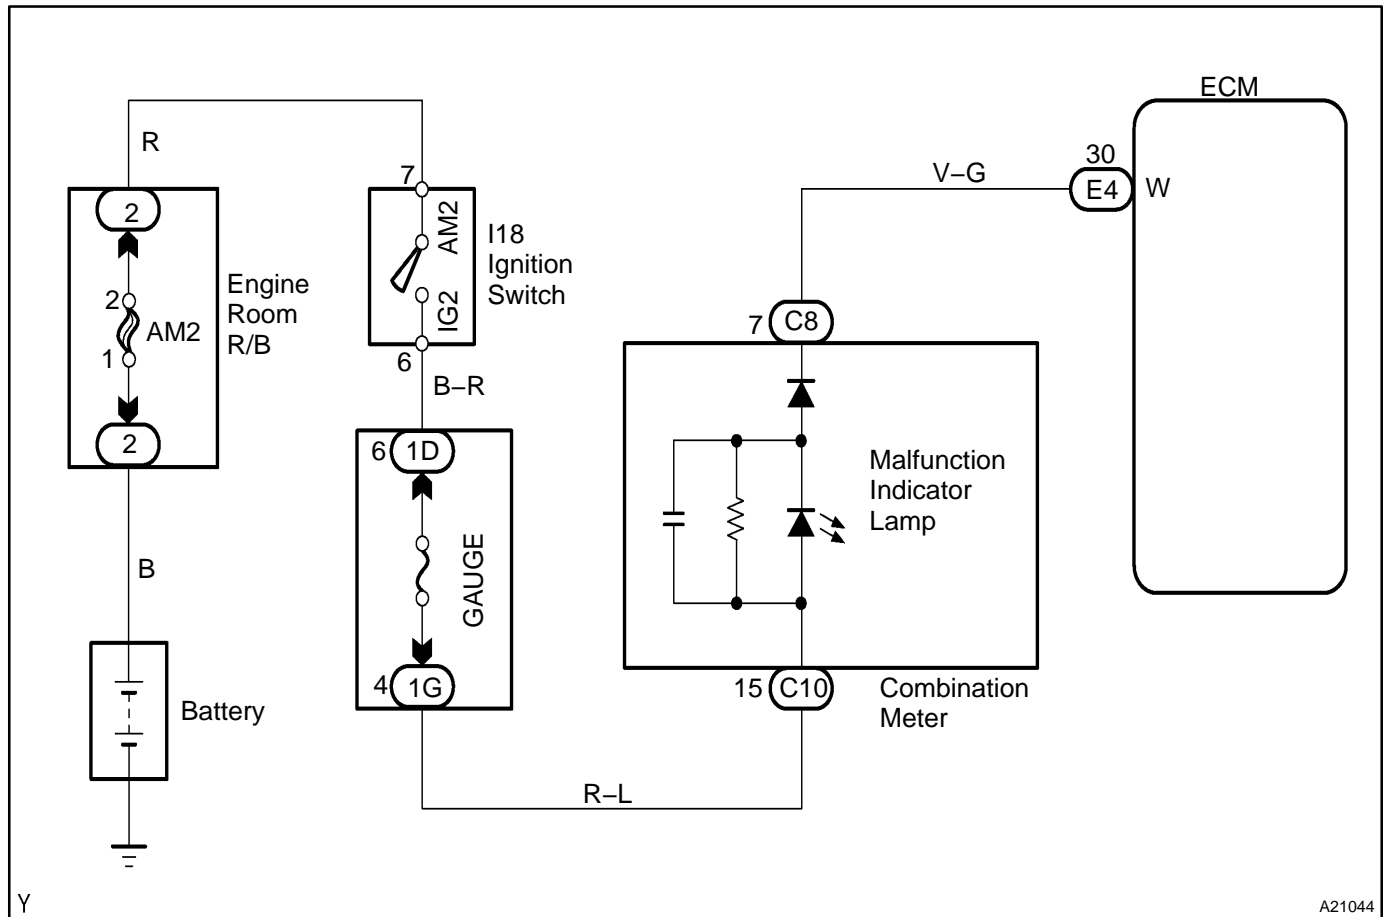 ECM
R
7
30
V−G
E4
W
2
AM2
I18
Ignition
Switch
Engine
Room
R/B
2
AM2
1
IG2
7
C8
6
B−R
2
6
1D
Malfunction
Indicator
Lamp
GAUGE
B
4
1G
15
C10
Combination
Meter
Battery
R−L
Y
A21044